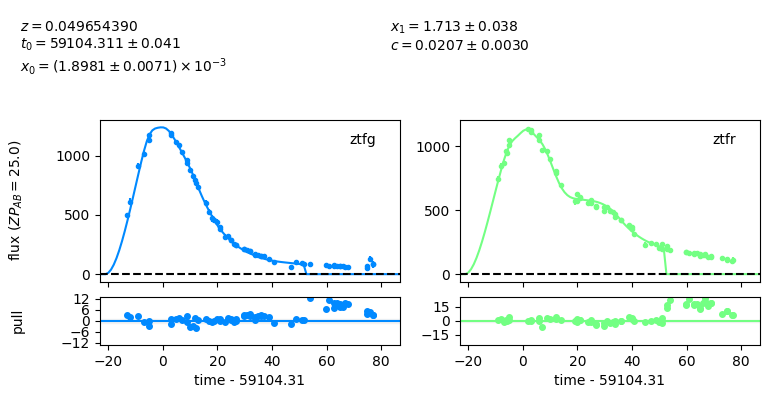 z = 0.049654390
t₀ = 59104.311 ± 0.041
x₀ = (1.8981 ± 0.0071) × 10⁻³
x₁ = 1.713 ± 0.038
c = 0.0207 ± 0.0030
flux (ZP_AB = 25.0)
1000
500
0
ztfg
1000
500
0
ztfr
pull
12
6
0
−6
−12
15
0
−15
−20 0 20 40 60 80
time - 59104.31
−20 0 20 40 60 80
time - 59104.31